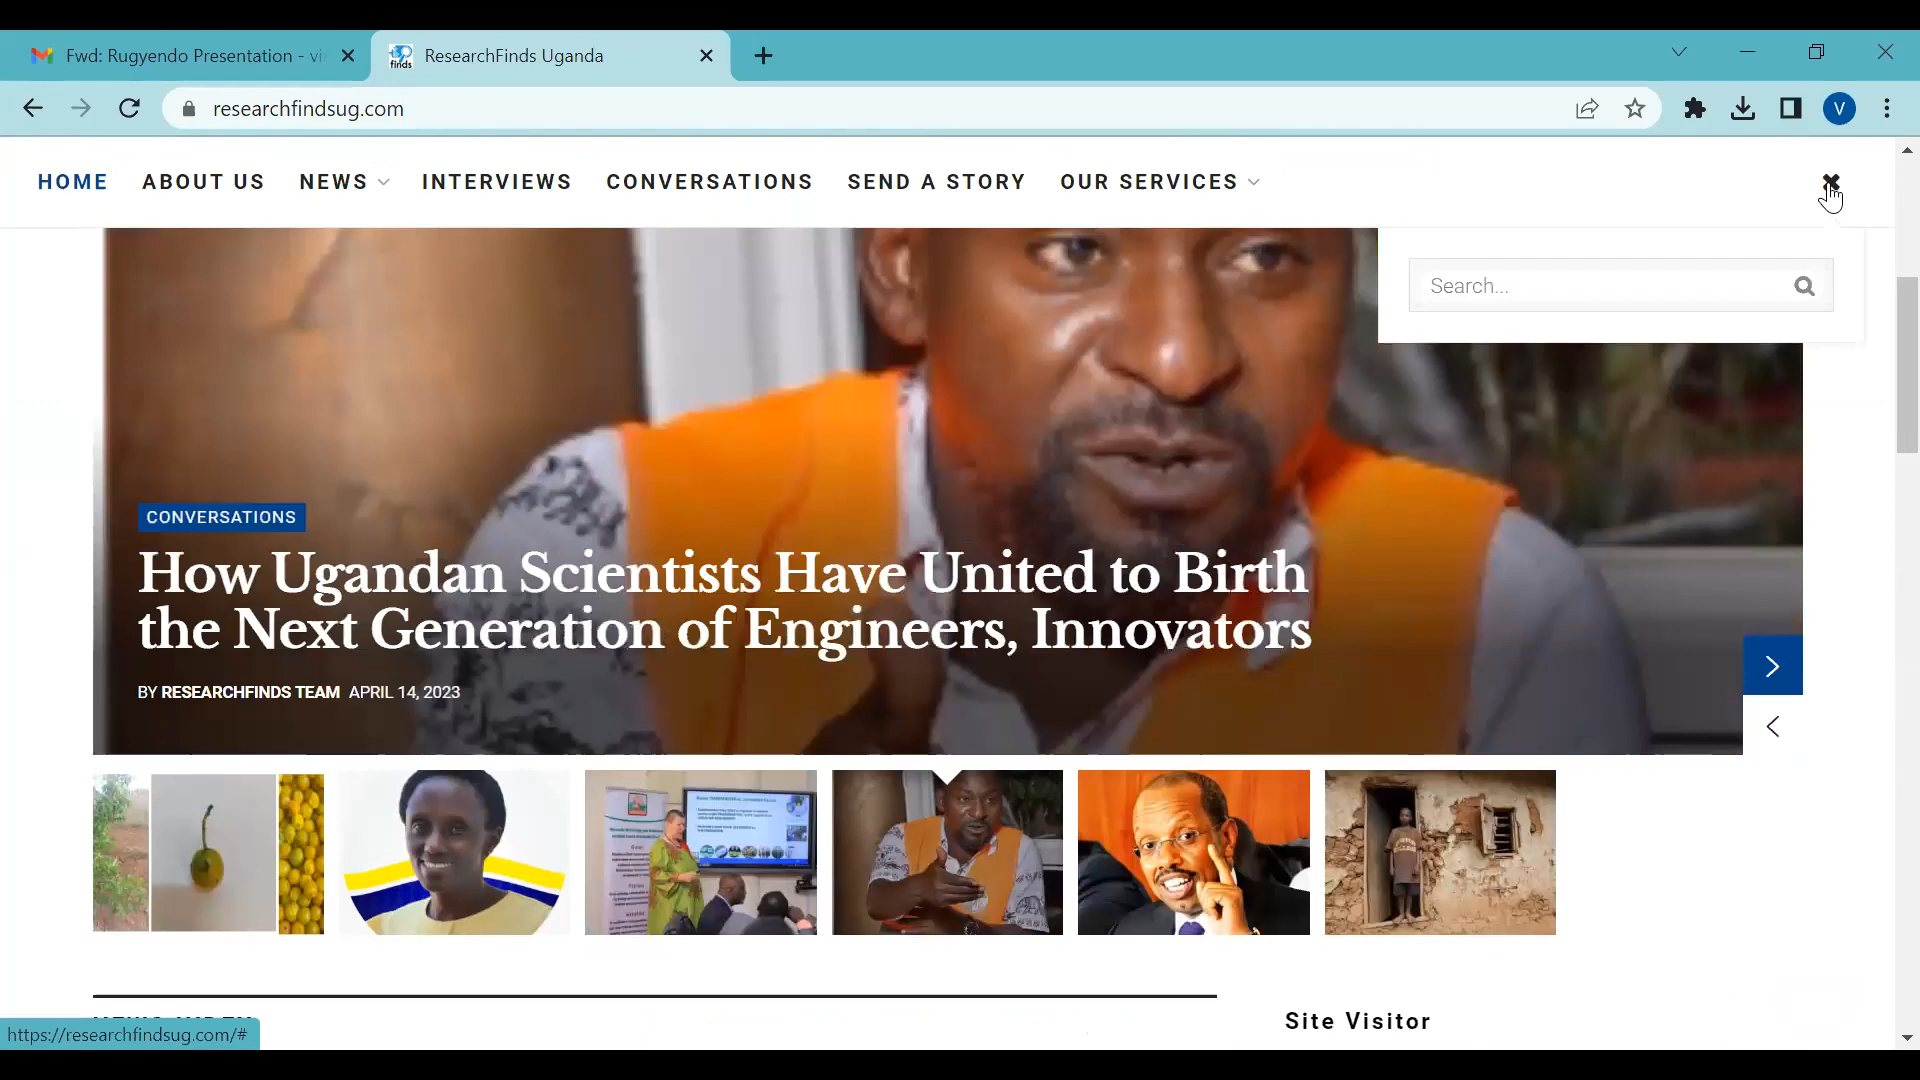 Fwd: Rugyendo Presentation - vi
finds
ResearchFinds Uganda
researchfindsug.com
V
HOME
ABOUT US
NEWS
INTERVIEWS
CONVERSATIONS
SEND A STORY
OUR SERVICES
Search...
CONVERSATIONS
How Ugandan Scientists Have United to Birth
the Next Generation of Engineers, Innovators
BY RESEARCHFINDS TEAM APRIL 14, 2023
Site Visitor
https://researchfindsug.com/#